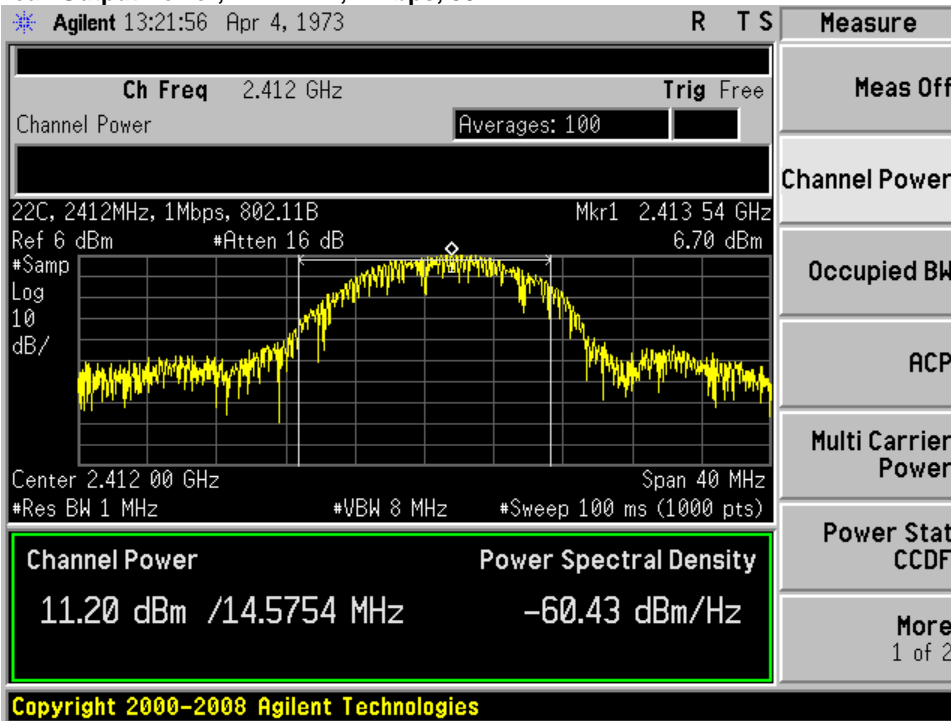 Agilent 13:21:56 Apr 4, 1973 R T S
Measure
Ch Freq 2.412 GHz Trig Free
Meas Off
Channel Power Averages: 100
Channel Power
22C, 2412MHz, 1Mbps, 802.11B Mkr1 2.413 54 GHz
Ref 6 dBm #Atten 16 dB 6.70 dBm
#Samp
Log
10
dB/
1
Occupied BW
ACP
Multi Carrier
Power
Center 2.412 00 GHz Span 40 MHz
#Res BW 1 MHz #VBW 8 MHz #Sweep 100 ms (1000 pts)
Power Stat
CCDF
Channel Power Power Spectral Density
11.20 dBm /14.5754 MHz -60.43 dBm/Hz
More
1 of 2
Copyright 2000-2008 Agilent Technologies